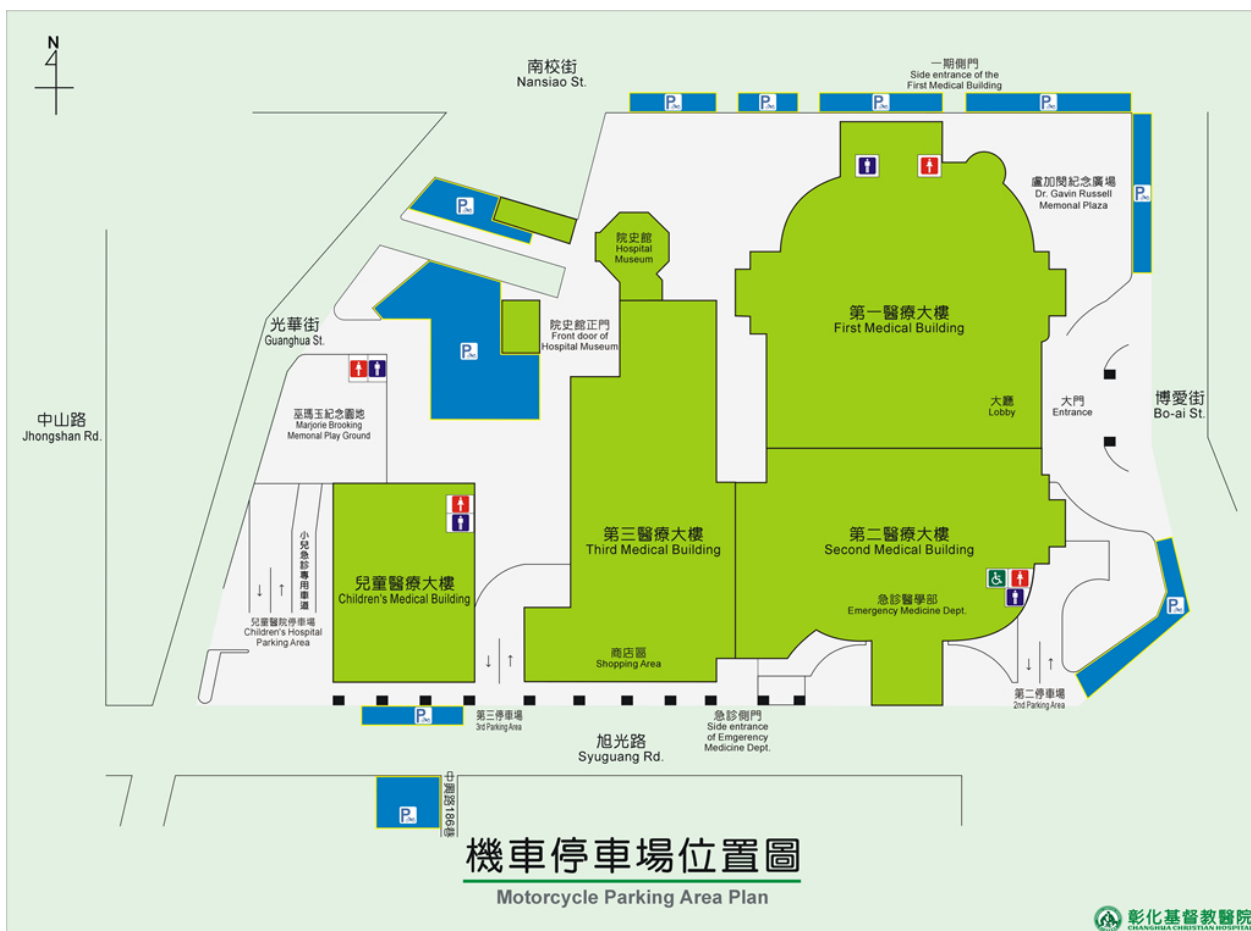 N
南校街
Nansiao St.
一期側門
Side entrance of the
First Medical Building
P
P
P
P
盧加閔紀念廣場
Dr. Gavin Russell
Memonal Plaza
P
P
院史館
Hospital
Museum
第一醫療大樓
First Medical Building
光華街
Guanghua St.
院史館正門
Front door of
Hospital Museum
P
巫瑪玉紀念園地
Marjorie Brooking
Memonal Play Ground
中山路
Jhongshan Rd.
大廳
Lobby
大門
Entrance
博愛街
Bo-ai St.
小兒急診專用車道
兒童醫院停車場
Children's Hospital
Parking Area
兒童醫療大樓
Children's Medical Building
第三醫療大樓
Third Medical Building
第二醫療大樓
Second Medical Building
急診醫學部
Emergency Medicine Dept.
P
商店區
Shopping Area
第二停車場
2nd Parking Area
P
第三停車場
3rd Parking Area
急診側門
Side entrance
of Emgergency
Medicine Dept.
旭光路
Syuguang Rd.
P
中興路186巷
機車停車場位置圖
Motorcycle Parking Area Plan
彰化基督教醫院
CHANGHUA CHRISTIAN HOSPITAL